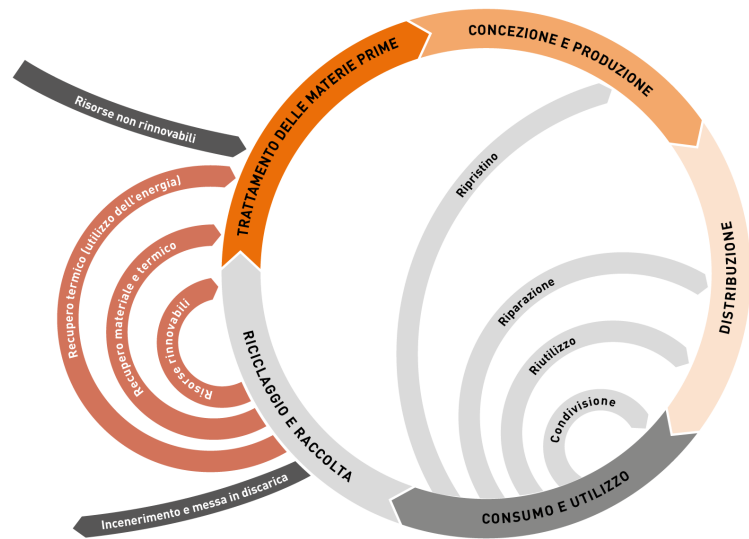 CONCEZIONE E PRODUZIONE
TRATTAMENTO DELLE MATERIE PRIME
Risorse non rinnovabili
Ripristino
Recupero termico (utilizzo dell'energia)
Recupero materiale e termico
Risorse rinnovabili
DISTRIBUZIONE
Riparazione
Riutilizzo
Condivisione
RICICLAGGIO E RACCOLTA
CONSUMO E UTILIZZO
Incenerimento e messa in discarica